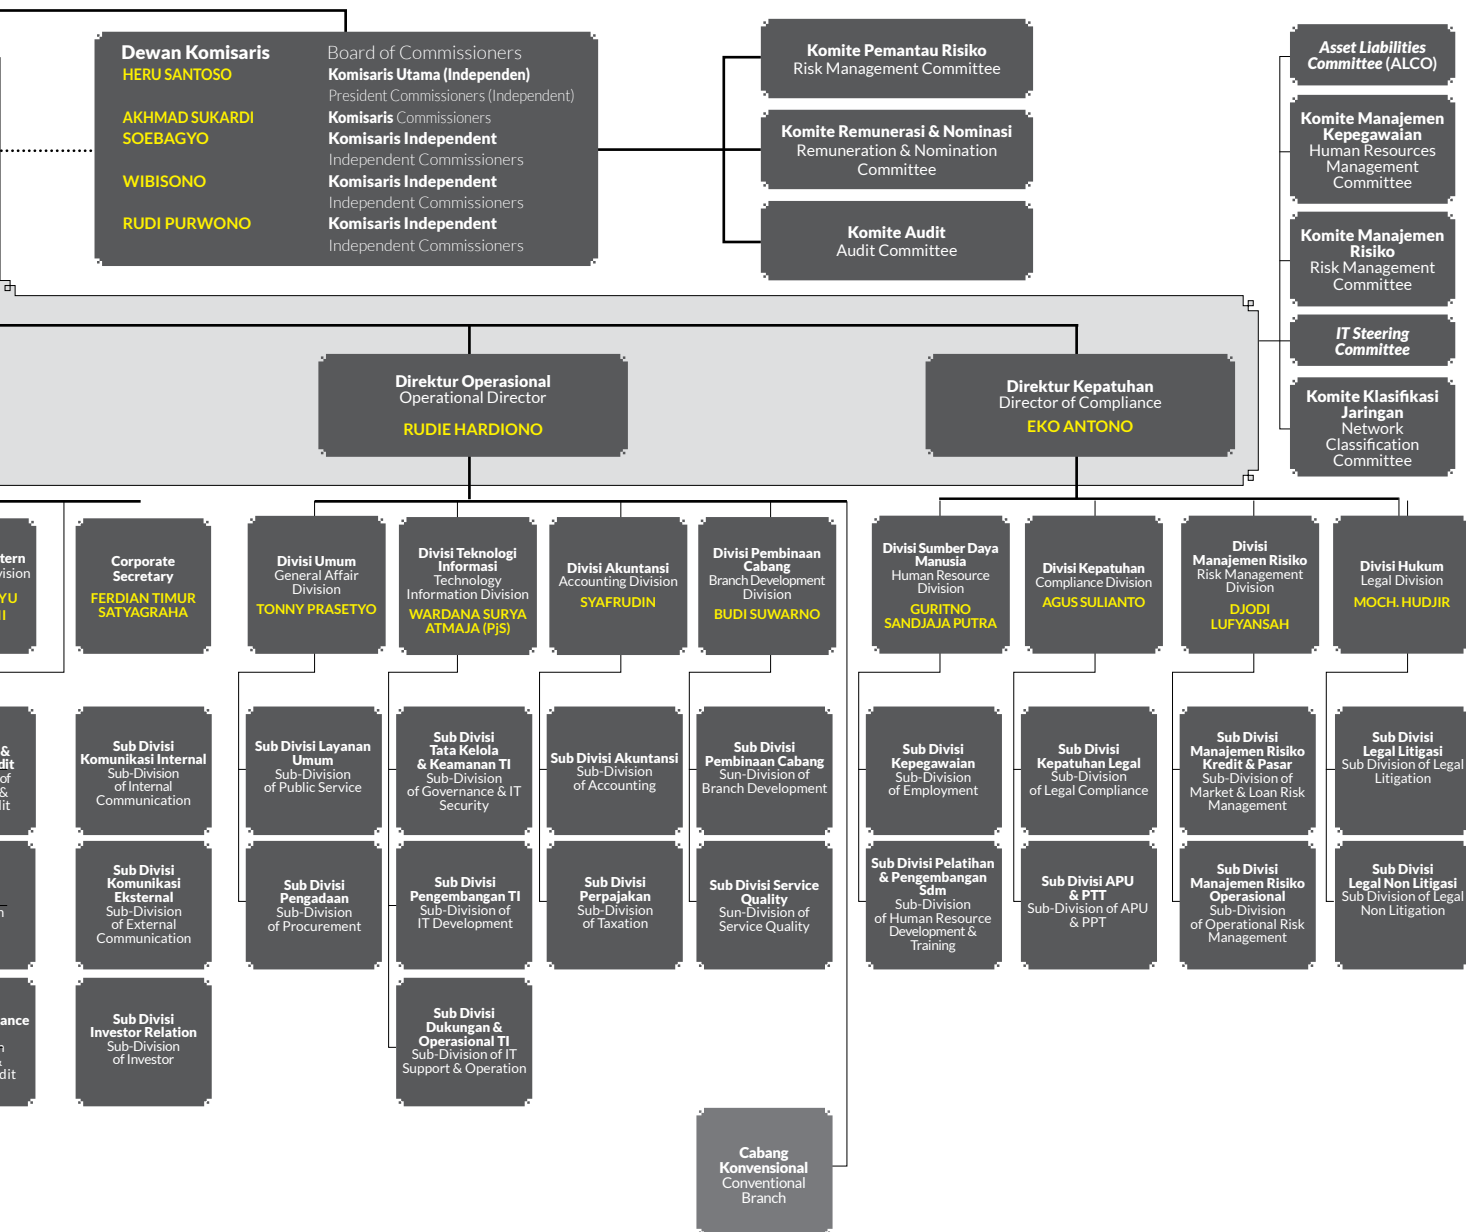 Dewan Komisaris Board of Commissioners
HERU SANTOSO Komisaris Utama (Independen)
President Commissioners (Independent)
AKHMAD SUKARDI Komisaris Commissioners
SOEBAGYO Komisaris Independent
Independent Commissioners
WIBISONO Komisaris Independent
Independent Commissioners
RUDI PURWONO Komisaris Independent
Independent Commissioners
Komite Pemantau Risiko
Risk Management Committee
Komite Remunerasi & Nominasi
Remuneration & Nomination
Committee
Komite Audit
Audit Committee
Asset Liabilities
Committee (ALCO)
Komite Manajemen
Kepegawaian
Human Resources
Management
Committee
Komite Manajemen
Risiko
Risk Management
Committee
IT Steering
Committee
Komite Klasifikasi
Jaringan
Network
Classification
Committee
Direktur Operasional
Operational Director
RUDIE HARDIONO
Direktur Kepatuhan
Director of Compliance
EKO ANTONO
tern
vision
YU
Corporate
Secretary
FERDIAN TIMUR
SATYAGRAHA
Divisi Umum
General Affair
Division
TONNY PRASETYO
Divisi Teknologi
Informasi
Technology
Information Division
WARDANA SURYA
ATMAJA (PjS)
Divisi Akuntansi
Accounting Division
SYAFRUDIN
Divisi Pembinaan
Cabang
Branch Development
Division
BUDI SUWARNO
Divisi Sumber Daya
Manusia
Human Resource
Division
GURITNO
SANDJAJA PUTRA
Divisi Kepatuhan
Compliance Division
AGUS SULIANTO
Divisi
Manajemen Risiko
Risk Management
Division
DJODI
LUFYANSAH
Divisi Hukum
Legal Division
MOCH. HUDJIR
&
dit
of
&
lit
Sub Divisi
Komunikasi Internal
Sub-Division
of Internal
Communication
Sub Divisi Layanan
Umum
Sub-Division
of Public Service
Sub Divisi
Tata Kelola
& Keamanan TI
Sub-Division
of Governance & IT
Security
Sub Divisi Akuntansi
Sub-Division
of Accounting
Sub Divisi
Pembinaan Cabang
Sun-Division of
Branch Development
Sub Divisi
Kepegawaian
Sub-Division
of Employment
Sub Divisi
Kepatuhan Legal
Sub-Division
of Legal Compliance
Sub Divisi
Manajemen Risiko
Kredit & Pasar
Sub-Division of
Market & Loan Risk
Management
Sub Divisi
Legal Litigasi
Sub Division of Legal
Litigation
n
Sub Divisi
Komunikasi
Eksternal
Sub-Division
of External
Communication
Sub Divisi
Pengadaan
Sub-Division
of Procurement
Sub Divisi
Pengembangan TI
Sub-Division of
IT Development
Sub Divisi
Perpajakan
Sub-Division
of Taxation
Sub Divisi Service
Quality
Sun-Division of
Service Quality
Sub Divisi Pelatihan
& Pengembangan
Sdm
Sub-Division
of Human Resource
Development &
Training
Sub Divisi APU
& PTT
Sub-Division of APU
& PPT
Sub Divisi
Manajemen Risiko
Operasional
Sub-Division
of Operational Risk
Management
Sub Divisi
Legal Non Litigasi
Sub Division of Legal
Non Litigation
ance
n
&
dit
Sub Divisi
Investor Relation
Sub-Division
of Investor
Sub Divisi
Dukungan &
Operasional TI
Sub-Division of IT
Support & Operation
Cabang
Konvensional
Conventional
Branch